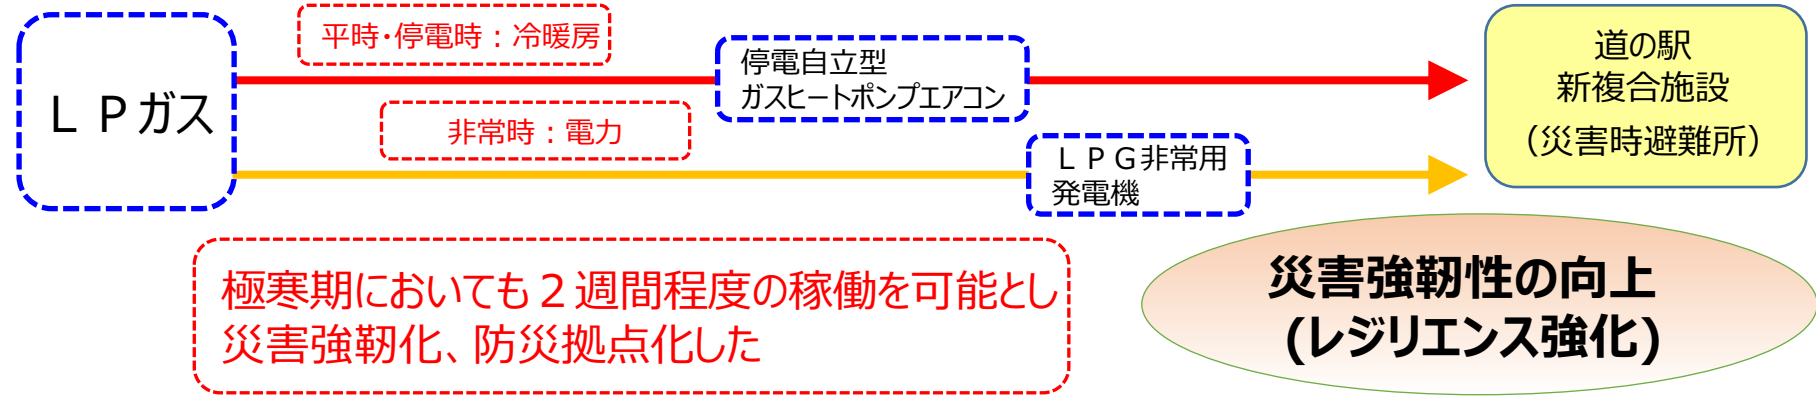 ＬＰガス
平時・停電時：冷暖房
停電自立型
ガスヒートポンプエアコン
非常時：電力
ＬＰＧ非常用
発電機
道の駅
新複合施設
（災害時避難所）
極寒期においても２週間程度の稼働を可能とし
災害強靭化、防災拠点化した
災害強靭性の向上
(レジリエンス強化)